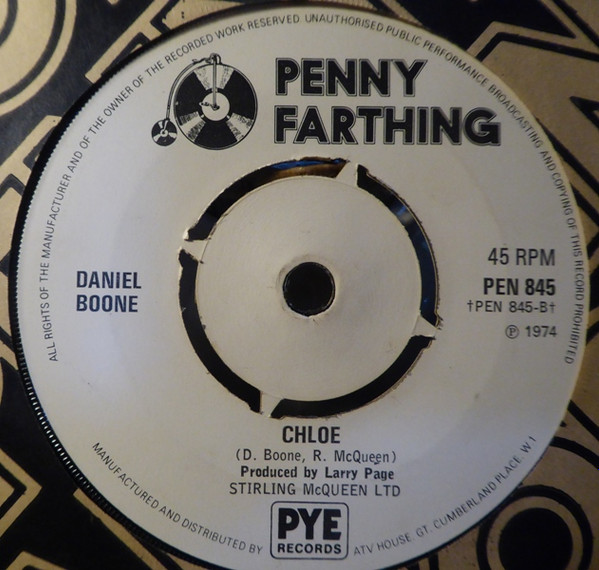 ALL RIGHTS OF THE MANUFACTURER AND OF THE OWNER OF THE RECORDED WORK RESERVED. UNAUTHORISED PUBLIC PERFORMANCE BROADCASTING AND COPYING OF THIS RECORD PROHIBITED
PENNY
FARTHING
DANIEL
BOONE
45 RPM
PEN 845
†PEN 845-B†
℗ 1974
CHLOE
(D. Boone, R. McQueen)
Produced by Larry Page
STIRLING McQUEEN LTD
MANUFACTURED AND DISTRIBUTED BY PYE RECORDS ATV HOUSE GT. CUMBERLAND PLACE. W 1